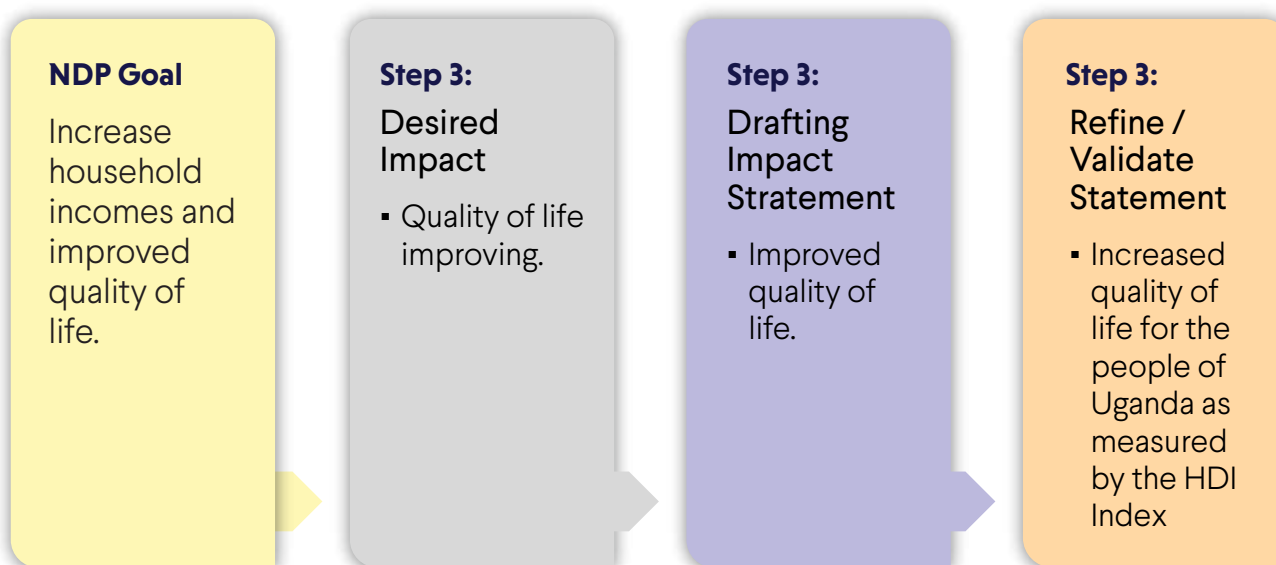 NDP Goal
Increase
household
incomes and
improved
quality of
life.
Step 3:
Desired
Impact
▪ Quality of life
improving.
Step 3:
Drafting
Impact
Stratement
▪ Improved
quality of
life.
Step 3:
Refine /
Validate
Statement
▪ Increased
quality of
life for the
people of
Uganda as
measured
by the HDI
Index